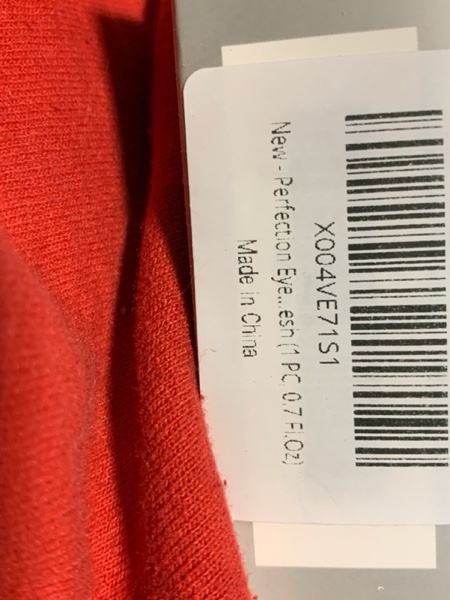 X004VE71S1
New - Perfection Eye...esh (1 PC, 0.7 Fl.Oz)
Made in China